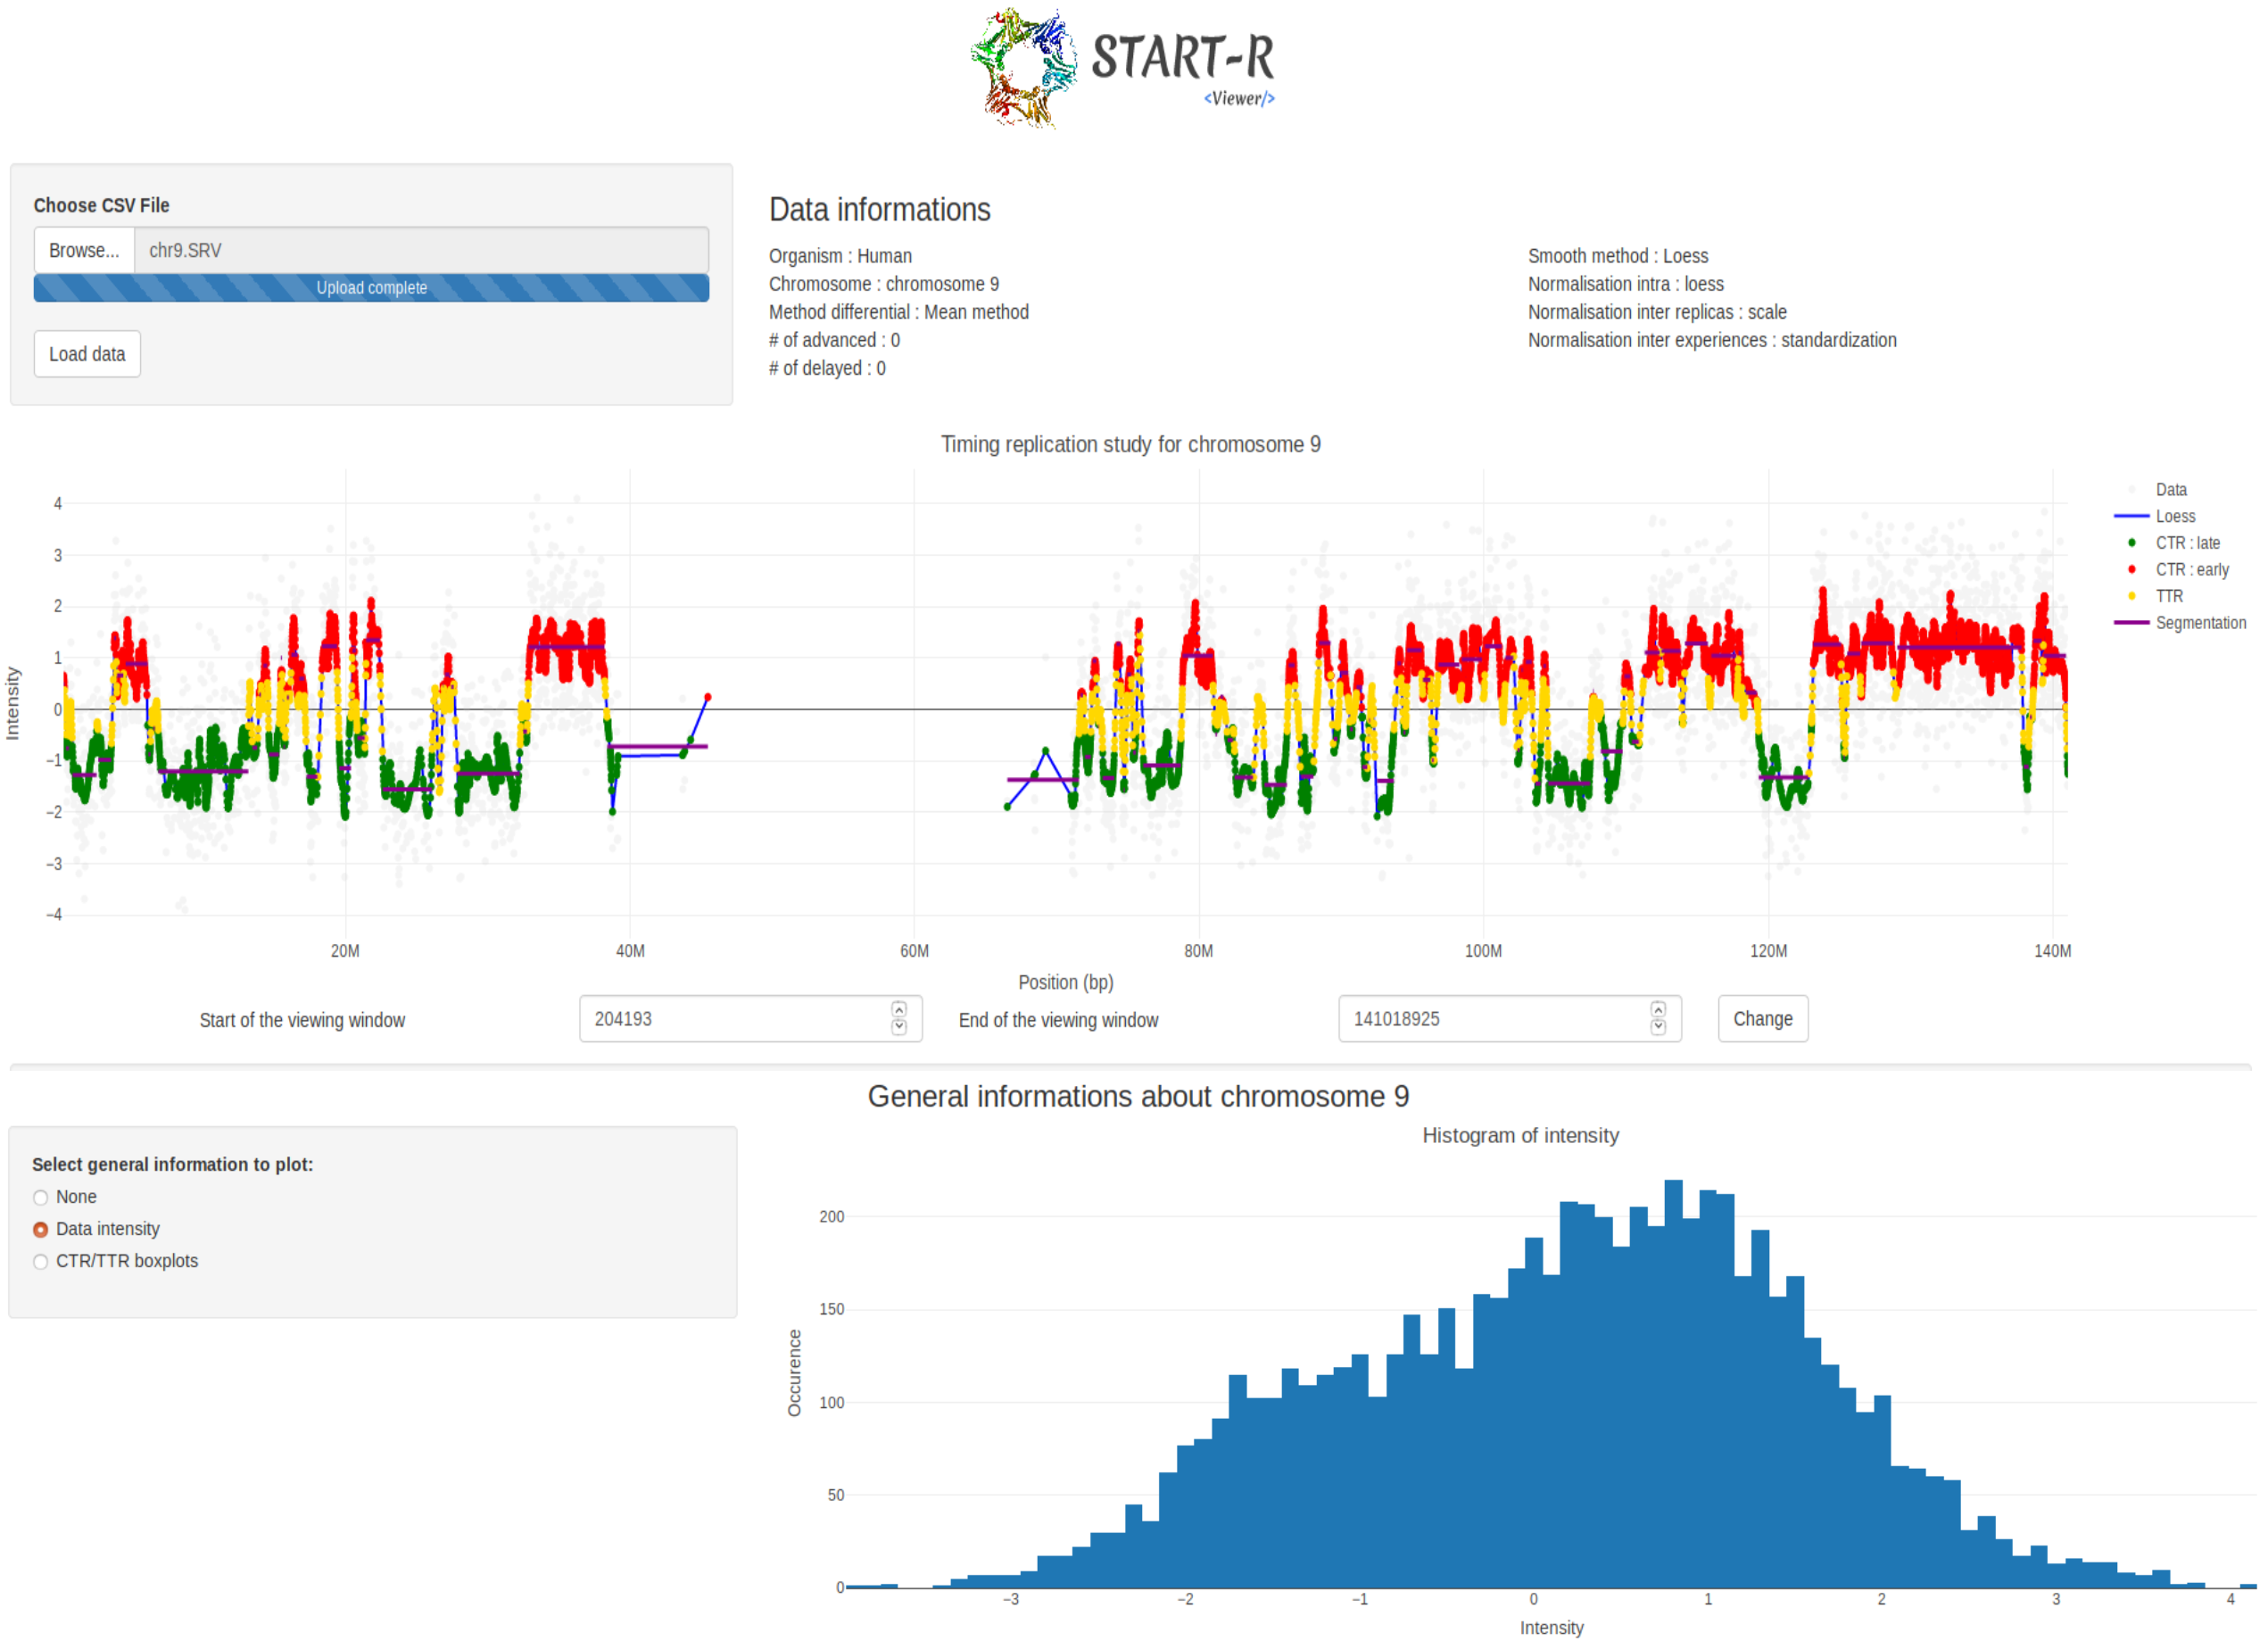 START-R
<Viewer/>
Choose CSV File
Browse... chr9.SRV
Upload complete
Load data
Data informations
Organism : Human
Chromosome : chromosome 9
Method differential : Mean method
# of advanced : 0
# of delayed : 0
Smooth method : Loess
Normalisation intra : loess
Normalisation inter replicas : scale
Normalisation inter experiences : standardization
Timing replication study for chromosome 9
Intensity
4
3
2
1
0
−1
−2
−3
−4
20M 40M 60M 80M 100M 120M 140M
Position (bp)
Data
Loess
CTR : late
CTR : early
TTR
Segmentation
Start of the viewing window 204193 End of the viewing window 141018925 Change
General informations about chromosome 9
Select general information to plot:
None
Data intensity
CTR/TTR boxplots
Histogram of intensity
Occurence
200
150
100
50
0
−3 −2 −1 0 1 2 3 4
Intensity